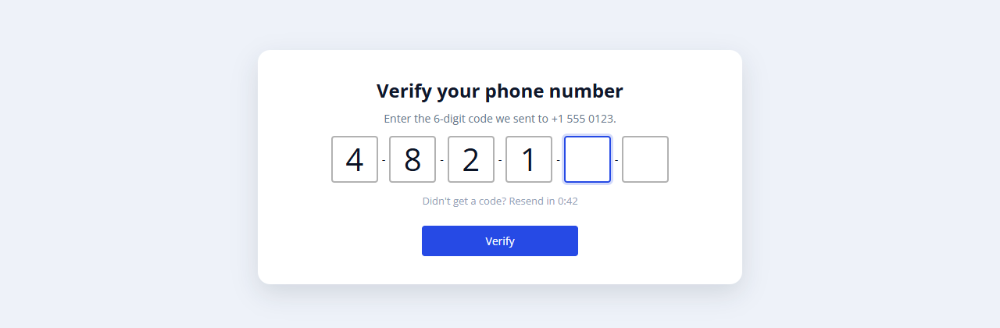 Verify your phone number
Enter the 6-digit code we sent to +1 555 0123.
4 - 8 - 2 - 1 - -
Didn't get a code? Resend in 0:42
Verify